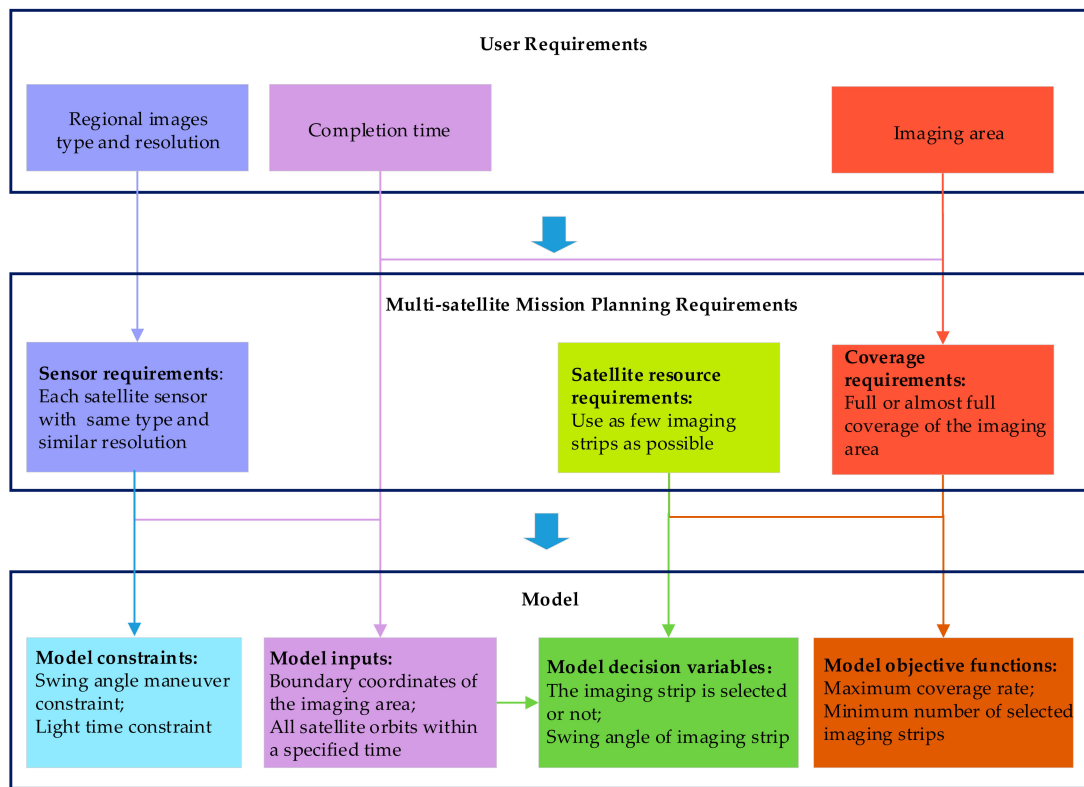 User Requirements
Regional images
type and resolution
Completion time
Imaging area
Multi-satellite Mission Planning Requirements
Sensor requirements:
Each satellite sensor
with same type and
similar resolution
Satellite resource
requirements:
Use as few imaging
strips as possible
Coverage
requirements:
Full or almost full
coverage of the imaging
area
Model
Model constraints:
Swing angle maneuver
constraint;
Light time constraint
Model inputs:
Boundary coordinates of
the imaging area;
All satellite orbits within
a specified time
Model decision variables:
The imaging strip is selected
or not;
Swing angle of imaging strip
Model objective functions:
Maximum coverage rate;
Minimum number of selected
imaging strips